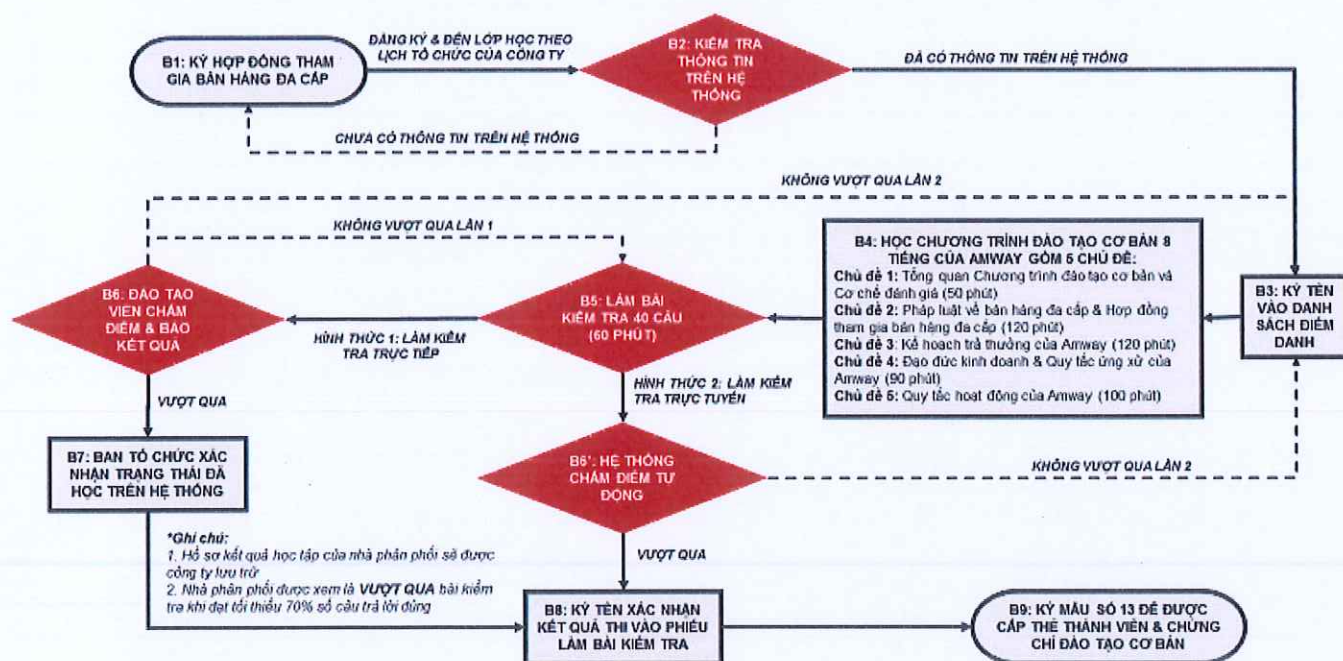 B1: KÝ HỢP ĐỒNG THAM
GIA BÁN HÀNG ĐA CẤP
ĐĂNG KÝ & ĐẾN LỚP HỌC THEO
LỊCH TỔ CHỨC CỦA CÔNG TY
B2: KIỂM TRA
THÔNG TIN
TRÊN HỆ
THỐNG
ĐÃ CÓ THÔNG TIN TRÊN HỆ THỐNG
CHƯA CÓ THÔNG TIN TRÊN HỆ THỐNG
KHÔNG VƯỢT QUA LẦN 2
KHÔNG VƯỢT QUA LẦN 1
B3: KÝ TÊN
VÀO DANH
SÁCH ĐIỂM
DANH
B4: HỌC CHƯƠNG TRÌNH ĐÀO TẠO CƠ BẢN 8
TIẾNG CỦA AMWAY GỒM 5 CHỦ ĐỀ:
Chủ đề 1: Tổng quan Chương trình đào tạo cơ bản và
Cơ chế đánh giá (50 phút)
Chủ đề 2: Pháp luật về bán hàng đa cấp & Hợp đồng
tham gia bán hàng đa cấp (120 phút)
Chủ đề 3: Kế hoạch trả thưởng của Amway (120 phút)
Chủ đề 4: Đạo đức kinh doanh & Quy tắc ứng xử của
Amway (90 phút)
Chủ đề 5: Quy tắc hoạt động của Amway (100 phút)
B5: LÀM BÀI
KIỂM TRA 40 CÂU
(60 PHÚT)
HÌNH THỨC 1: LÀM KIỂM
TRA TRỰC TIẾP
B6: ĐÀO TẠO
VIÊN CHẤM
ĐIỂM & BÁO
KẾT QUẢ
HÌNH THỨC 2: LÀM KIỂM
TRA TRỰC TUYẾN
VƯỢT QUA
B7: BAN TỔ CHỨC XÁC
NHẬN TRẠNG THÁI ĐÃ
HỌC TRÊN HỆ THỐNG
B6': HỆ THỐNG
CHẤM ĐIỂM TỰ
ĐỘNG
KHÔNG VƯỢT QUA LẦN 2
*Ghi chú:
1. Hồ sơ kết quả học tập của nhà phân phối sẽ được
công ty lưu trữ
2. Nhà phân phối được xem là VƯỢT QUA bài kiểm
tra khi đạt tối thiểu 70% số câu trả lời đúng
VƯỢT QUA
B8: KÝ TÊN XÁC NHẬN
KẾT QUẢ THI VÀO PHIẾU
LÀM BÀI KIỂM TRA
B9: KÝ MẪU SỐ 13 ĐỂ ĐƯỢC
CẤP THẺ THÀNH VIÊN & CHỨNG
CHỈ ĐÀO TẠO CƠ BẢN